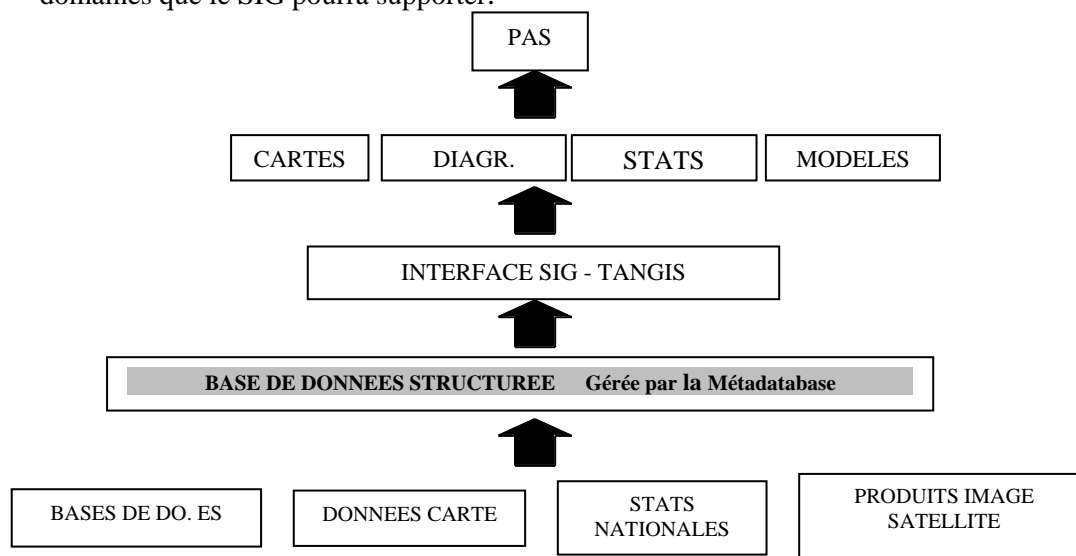 domaines que le SIG pourra supporter.
PAS
CARTES
DIAGR.
STATS
MODELES
INTERFACE SIG - TANGIS
BASE DE DONNEES STRUCTUREE Gérée par la Métadatabase
BASES DE DO. ES
DONNEES CARTE
STATS
NATIONALES
PRODUITS IMAGE
SATELLITE